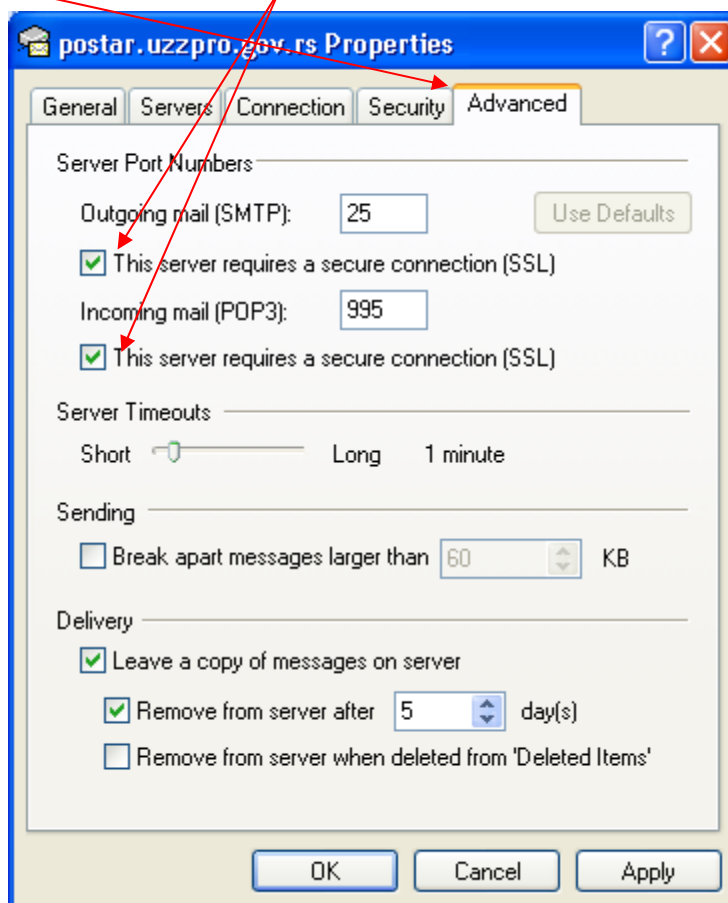 postar.uzzpro.gov.rs Properties
General Servers Connection Security Advanced
Server Port Numbers
Outgoing mail (SMTP): 25 Use Defaults
This server requires a secure connection (SSL)
Incoming mail (POP3): 995
This server requires a secure connection (SSL)
Server Timeouts
Short Long 1 minute
Sending
Break apart messages larger than 60 KB
Delivery
Leave a copy of messages on server
Remove from server after 5 day(s)
Remove from server when deleted from 'Deleted Items'
OK Cancel Apply